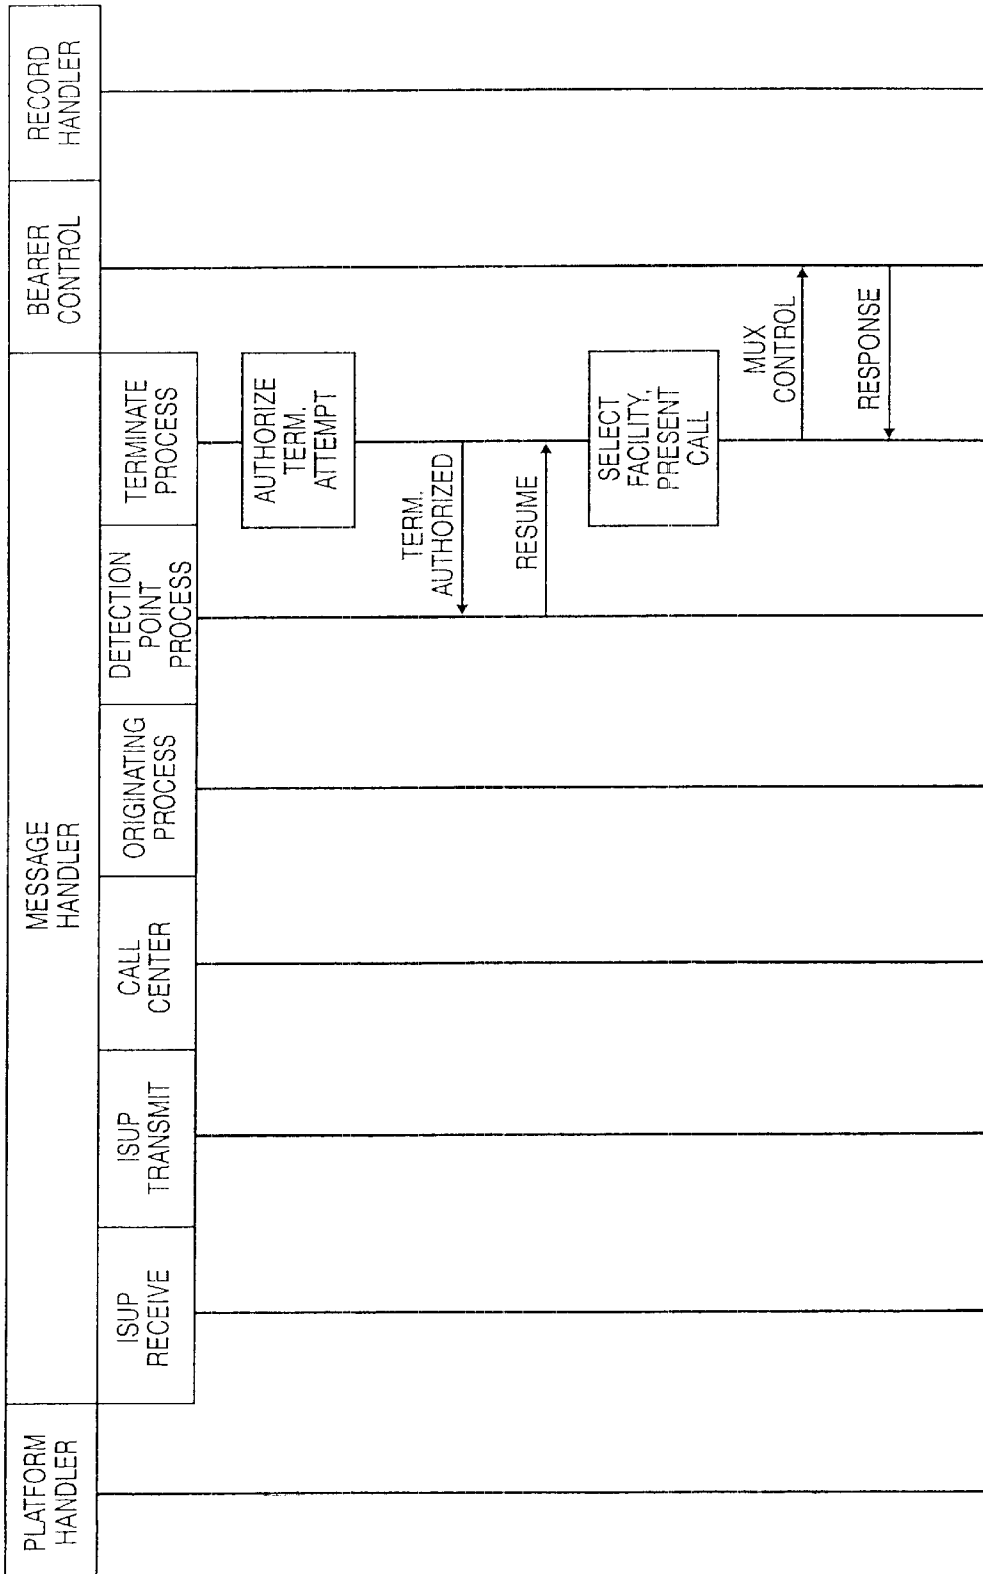 PLATFORM
HANDLER
MESSAGE
HANDLER
BEARER
CONTROL
RECORD
HANDLER
ISUP
RECEIVE
ISUP
TRANSMIT
CALL
CENTER
ORIGINATING
PROCESS
DETECTION
POINT
PROCESS
TERMINATE
PROCESS
AUTHORIZE
TERM.
ATTEMPT
TERM.
AUTHORIZED
RESUME
SELECT
FACILITY,
PRESENT
CALL
MUX
CONTROL
RESPONSE